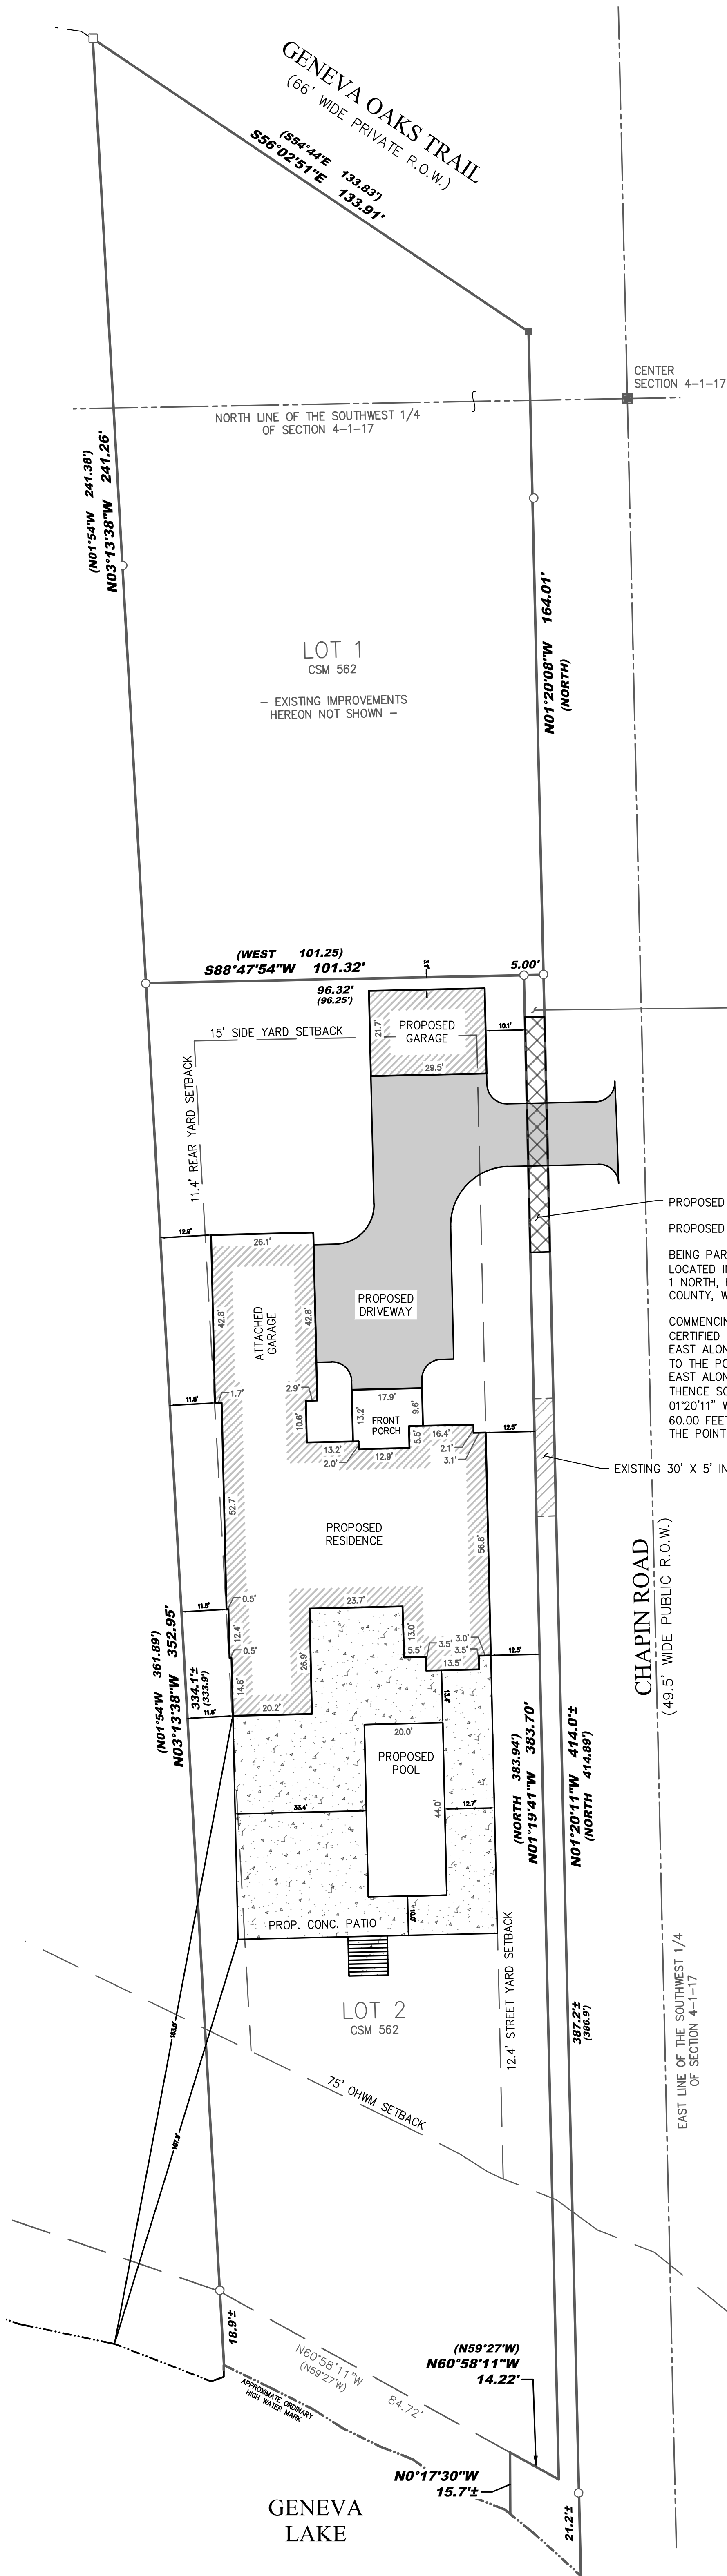 GENEVA OAKS TRAIL
(66' WIDE PRIVATE R.O.W.)
(S54°44'E 133.83')
S56°02'51"E 133.91'
CENTER
SECTION 4-1-17
NORTH LINE OF THE SOUTHWEST 1/4
OF SECTION 4-1-17
(N01°54'W 241.38')
N03°13'38"W 241.26'
N01°20'08"W 164.01'
(NORTH)
LOT 1
CSM 562
- EXISTING IMPROVEMENTS
HEREON NOT SHOWN -
(WEST 101.25)
S88°47'54"W 101.32'
5.00'
3.1'
96.32'
(96.25')
15' SIDE YARD SETBACK
21.7'
PROPOSED
GARAGE
29.5'
10.1'
11.4' REAR YARD SETBACK
PROPOSED
PROPOSED
BEING PAR
LOCATED IN
1 NORTH,
COUNTY, W
COMMENCIN
CERTIFIED
EAST ALON
TO THE PO
EAST ALON
THENCE SO
01°20'11" W
60.00 FEET
THE POINT
12.9'
26.1'
42.8'
ATTACHED
GARAGE
42.8'
PROPOSED
DRIVEWAY
11.5'
1.7'
2.9'
10.6'
17.9'
13.2'
FRONT
PORCH
9.6'
5.5'
16.4'
2.1'
3.1'
12.5'
13.2'
2.0'
12.9'
EXISTING 30' X 5' IN
52.7'
PROPOSED
RESIDENCE
56.8'
CHAPIN ROAD
(49.5' WIDE PUBLIC R.O.W.)
11.5'
0.5'
12.4'
0.5'
14.8'
23.7'
26.9'
13.0'
5.5'
3.5'
3.0'
3.5'
13.5'
12.5'
11.6'
20.2'
(N01°54'W 361.89')
N03°13'38"W 352.95'
334.1'±
(333.9')
13.4'
20.0'
PROPOSED
POOL
44.0'
33.4'
12.7'
10.0'
PROP. CONC. PATIO
(NORTH 383.94')
N01°19'41"W 383.70'
N01°20'11"W 414.0'±
(NORTH 414.89')
12.4' STREET YARD SETBACK
387.2'±
(386.9')
EAST LINE OF THE SOUTHWEST 1/4
OF SECTION 4-1-17
LOT 2
CSM 562
163.0'
107.9'
75' OHWM SETBACK
18.9'±
N60°58'11"W
(N59°27'W)
84.72'
(N59°27'W)
N60°58'11"W
14.22'
APPROXIMATE ORDINARY
HIGH WATER MARK
N0°17'30"W
15.7'±
21.2'±
GENEVA
LAKE